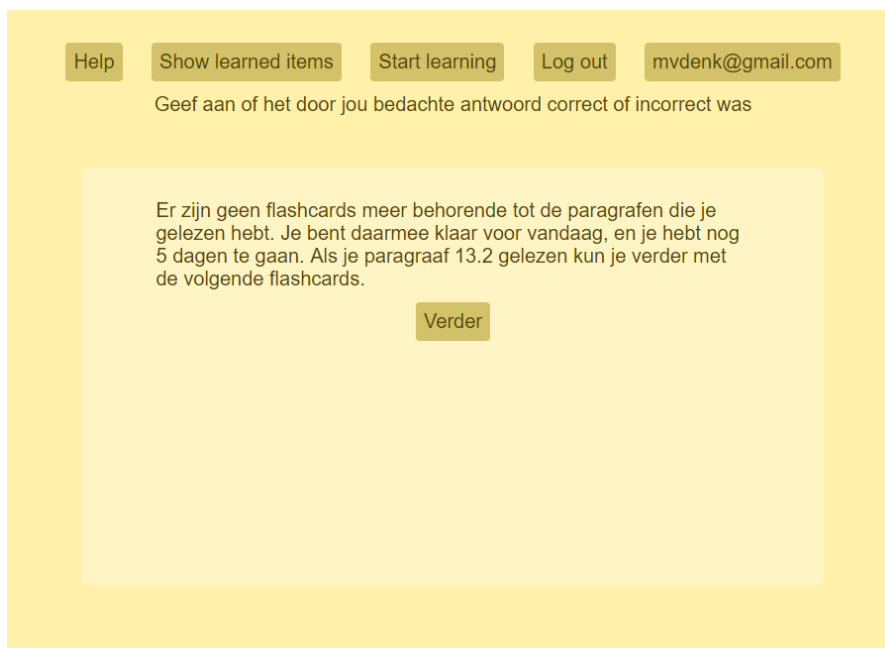 Help Show learned items Start learning Log out mvdenk@gmail.com
Geef aan of het door jou bedachte antwoord correct of incorrect was
Er zijn geen flashcards meer behorende tot de paragrafen die je
gelezen hebt. Je bent daarmee klaar voor vandaag, en je hebt nog
5 dagen te gaan. Als je paragraaf 13.2 gelezen kun je verder met
de volgende flashcards.
Verder